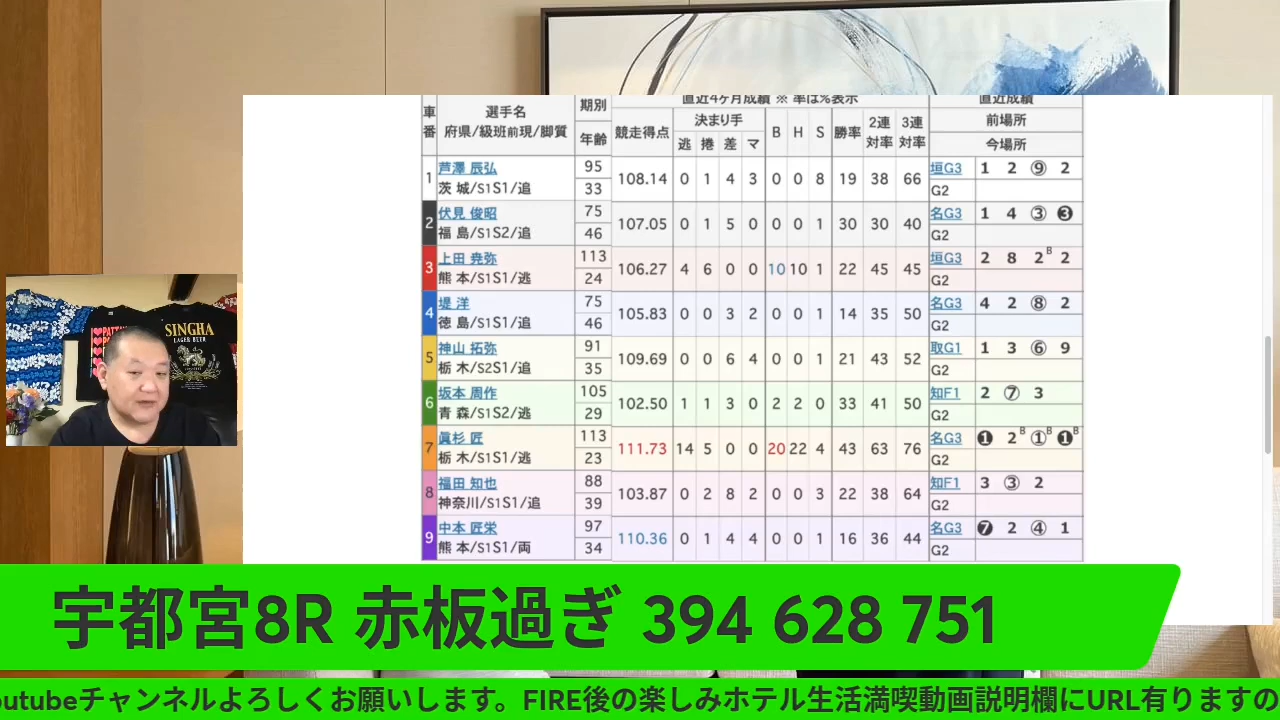 直近4ヶ月成績 ※ 率は%表示 直近成績
車番 選手名 府県/級班前現/脚質 期別 年齢 競走得点 決まり手 逃 捲 差 マ B H S 勝率 2連対率 3連対率 前場所 今場所
1 芦澤 辰弘 95 108.14 0 1 4 3 0 0 8 19 38 66 垣G3 1 2 ⑨ 2
茨 城/S1S1/追 33 G2
2 伏見 俊昭 75 107.05 0 1 5 0 0 0 1 30 30 40 名G3 1 4 ③ ❸
福 島/S1S2/追 46 G2
3 上田 尭弥 113 106.27 4 6 0 0 10 10 1 22 45 45 垣G3 2 8 2B 2
熊 本/S1S1/逃 24 G2
4 堤 洋 75 105.83 0 0 3 2 0 0 1 14 35 50 名G3 4 2 ⑧ 2
徳 島/S1S1/追 46 G2
5 神山 拓弥 91 109.69 0 0 6 4 0 0 1 21 43 52 取G1 1 3 ⑥ 9
栃 木/S2S1/追 35 G2
6 坂本 周作 105 102.50 1 1 3 0 2 2 0 33 41 50 知F1 2 ⑦ 3
青 森/S1S2/逃 29 G2
7 眞杉 匠 113 111.73 14 5 0 0 20 22 4 43 63 76 名G3 ❶ 2B ①B ❶B
栃 木/S1S1/逃 23 G2
8 福田 知也 88 103.87 0 2 8 2 0 0 3 22 38 64 知F1 3 ③ 2
神奈川/S1S1/追 39 G2
9 中本 匠栄 97 110.36 0 1 4 4 0 0 1 16 36 44 名G3 ❼ 2 ④ 1
熊 本/S1S1/両 34 G2
SINGHA
LAGER BEER
宇都宮8R 赤板過ぎ 394 628 751
outubeチャンネルよろしくお願いします。FIRE後の楽しみホテル生活満喫動画説明欄にURL有りますの